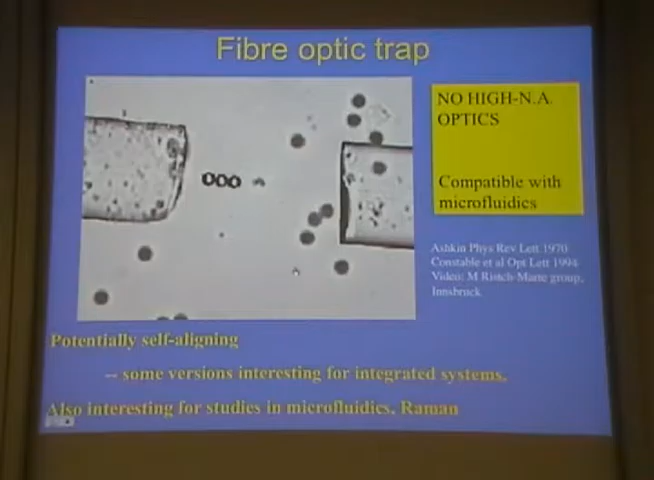 Fibre optic trap
NO HIGH-N.A.
OPTICS
Compatible with
microfluidics
Ashkin Phys Rev Lett 1970
Constable et al Opt Lett 1994
Video: M Ritsch-Marte group,
Innsbruck
Potentially self-aligning
-- some versions interesting for integrated systems.
Also interesting for studies in microfluidics, Raman